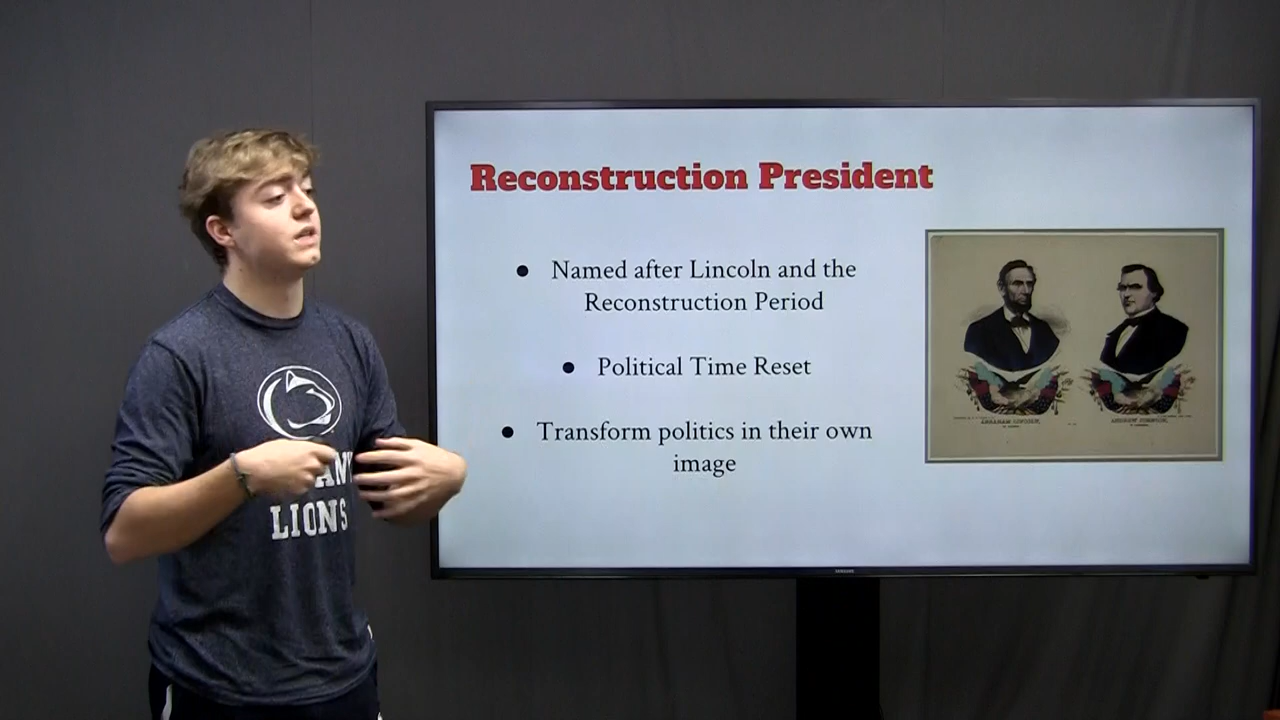 Reconstruction President
● Named after Lincoln and the
Reconstruction Period
● Political Time Reset
● Transform politics in their own
image
ABRAHAM LINCOLN,
ANDREW JOHNSON,
LIONS
SAMSUNG